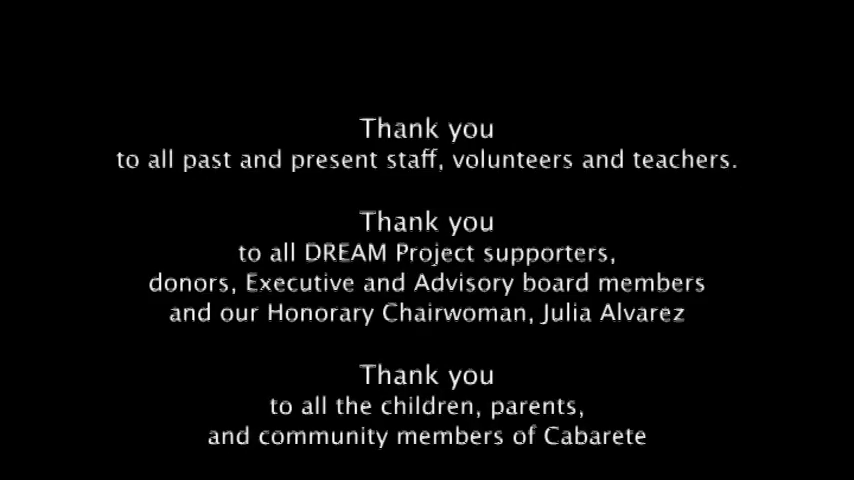 Thank you
to all past and present staff, volunteers and teachers.
Thank you
to all DREAM Project supporters,
donors, Executive and Advisory board members
and our Honorary Chairwoman, Julia Alvarez
Thank you
to all the children, parents,
and community members of Cabarete